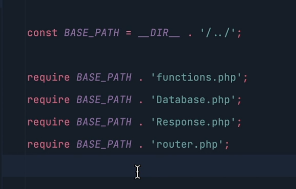 const BASE_PATH = __DIR__ . '/../';
require BASE_PATH . 'functions.php';
require BASE_PATH . 'Database.php';
require BASE_PATH . 'Response.php';
require BASE_PATH . 'router.php';